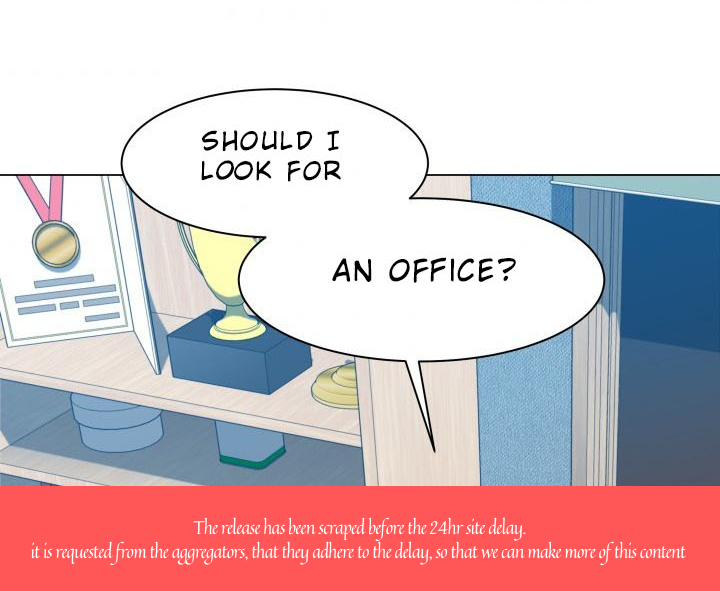 SHOULD I
LOOK FOR
AN OFFICE?
The release has been scraped before the 24hr site delay.
it is requested from the aggregators, that they adhere to the delay, so that we can make more of this content